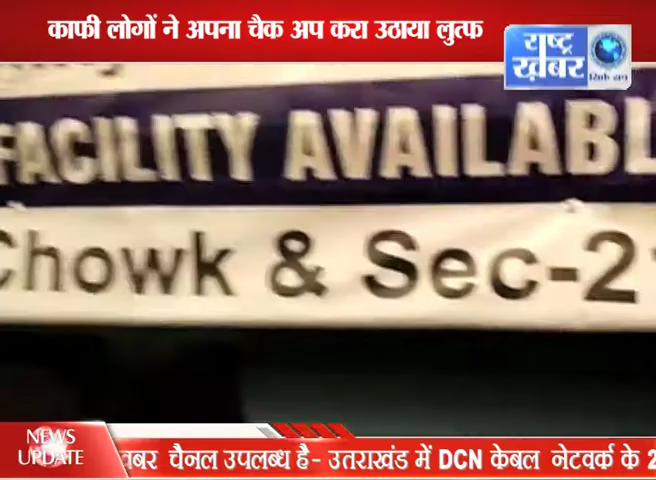 काफी लोगों ने अपना चैक अप करा उठाया लुत्फ
राष्ट्र
ख़बर
सिर्फ सच
FACILITY AVAILABL
Chowk & Sec-2
NEWS
UPDATE
चैनल उपलब्ध है- उत्तराखंड में DCN केबल नेटवर्क के 2